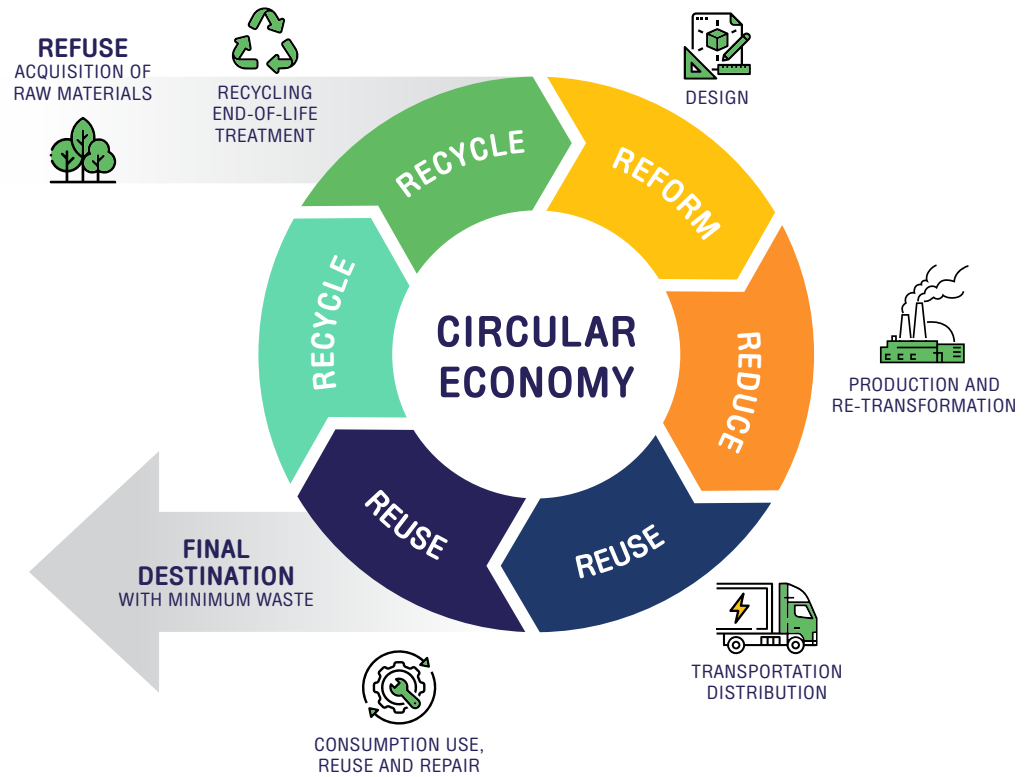 REFUSE
ACQUISITION OF
RAW MATERIALS
RECYCLING
END-OF-LIFE
TREATMENT
DESIGN
RECYCLE
REFORM
RECYCLE
CIRCULAR
ECONOMY
REDUCE
PRODUCTION AND
RE-TRANSFORMATION
REUSE
REUSE
FINAL
DESTINATION
WITH MINIMUM WASTE
TRANSPORTATION
DISTRIBUTION
CONSUMPTION USE,
REUSE AND REPAIR